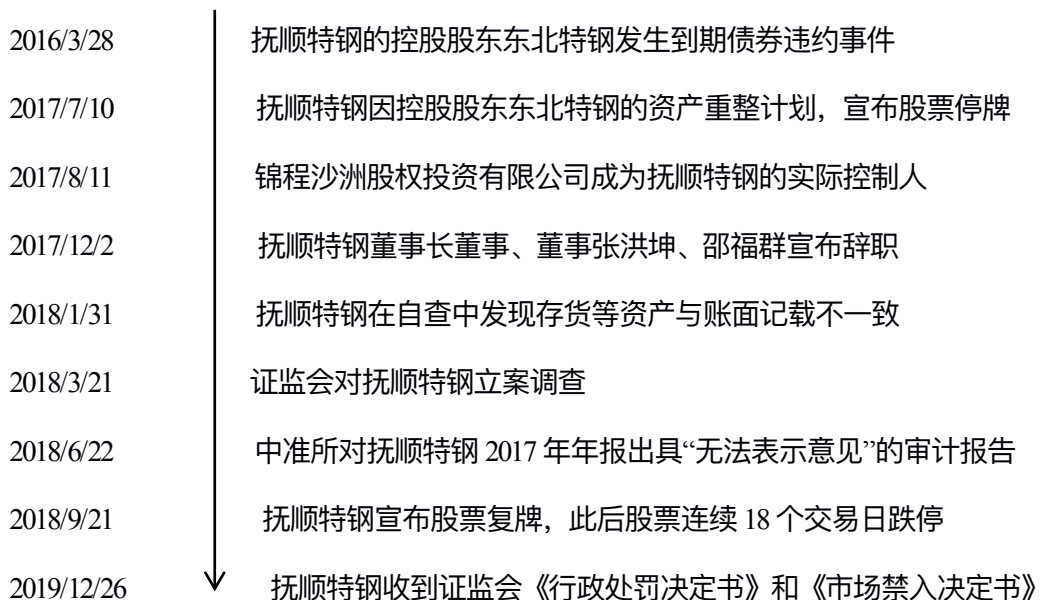 2016/3/28 抚顺特钢的控股股东东北特钢发生到期债券违约事件
2017/7/10 抚顺特钢因控股股东东北特钢的资产重整计划，宣布股票停牌
2017/8/11 锦程沙洲股权投资有限公司成为抚顺特钢的实际控制人
2017/12/2 抚顺特钢董事长董事、董事张洪坤、邵福群宣布辞职
2018/1/31 抚顺特钢在自查中发现存货等资产与账面记载不一致
2018/3/21 证监会对抚顺特钢立案调查
2018/6/22 中准所对抚顺特钢 2017 年年报出具“无法表示意见”的审计报告
2018/9/21 抚顺特钢宣布股票复牌，此后股票连续 18 个交易日跌停
2019/12/26 抚顺特钢收到证监会《行政处罚决定书》和《市场禁入决定书》